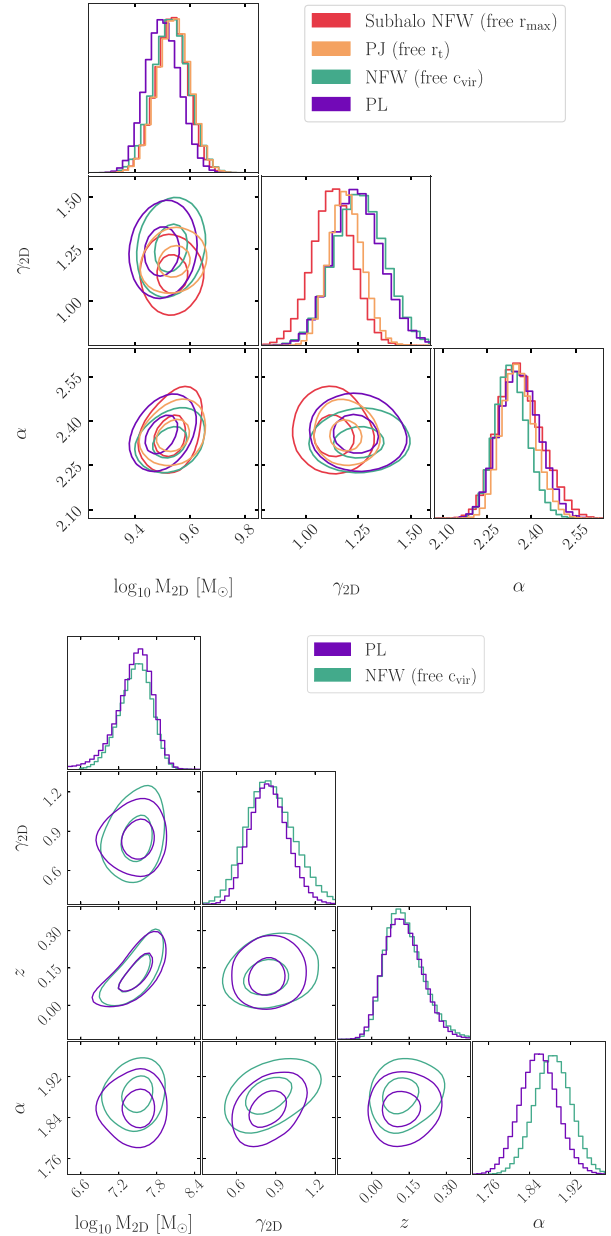 Subhalo NFW (free r_max)
PJ (free r_t)
NFW (free c_vir)
PL
γ_2D
1.50
1.25
1.00
α
2.55
2.40
2.25
2.10
9.4 9.6 9.8
1.00 1.25 1.50
2.10 2.25 2.40 2.55
log₁₀ M_2D [M_⊙] γ_2D α
PL
NFW (free c_vir)
γ_2D
1.2
0.9
0.6
z
0.30
0.15
0.00
α
1.92
1.84
1.76
6.6 7.2 7.8 8.4
0.6 0.9 1.2
0.00 0.15 0.30
1.76 1.84 1.92
log₁₀ M_2D [M_⊙] γ_2D z α